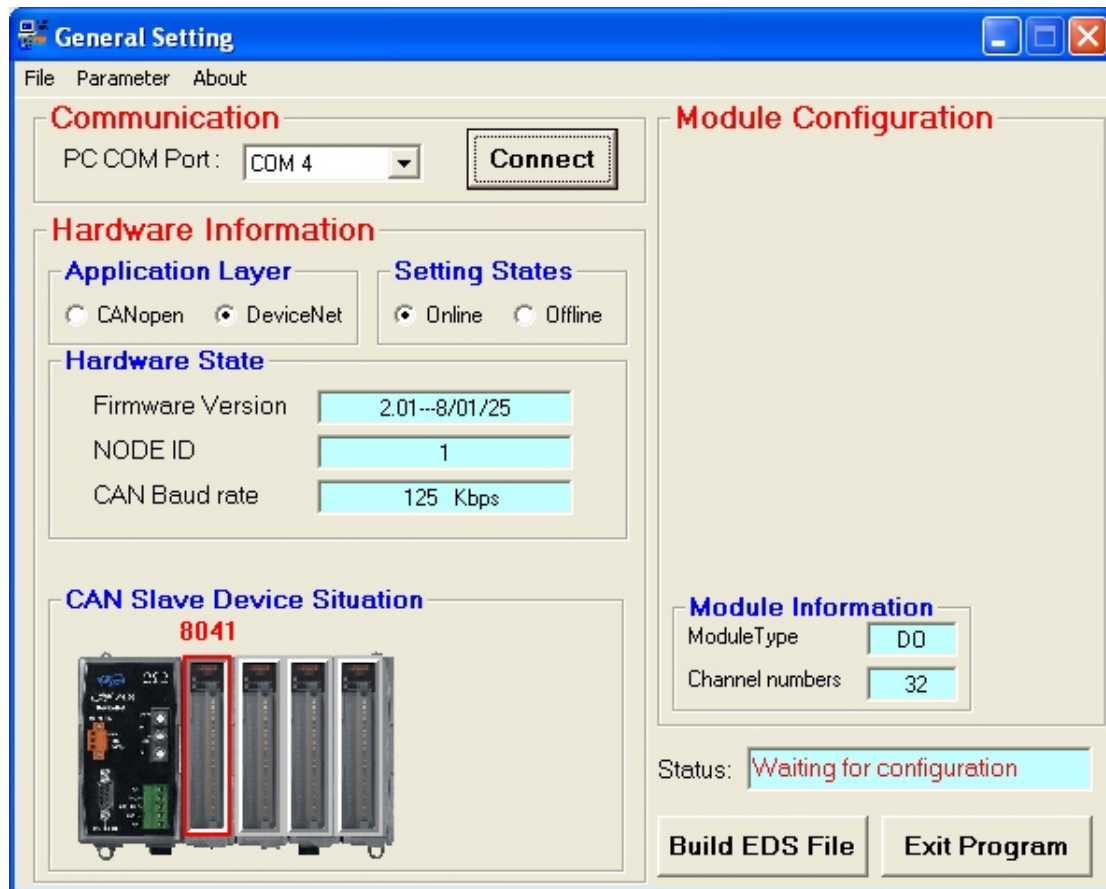 General Setting
File Parameter About
Communication
PC COM Port : COM 4 Connect
Hardware Information
Application Layer
CANopen DeviceNet
Setting States
Online Offline
Hardware State
Firmware Version 2.01---8/01/25
NODE ID 1
CAN Baud rate 125 Kbps
CAN Slave Device Situation
8041
Module Configuration
Module Information
ModuleType DO
Channel numbers 32
Status: Waiting for configuration
Build EDS File Exit Program